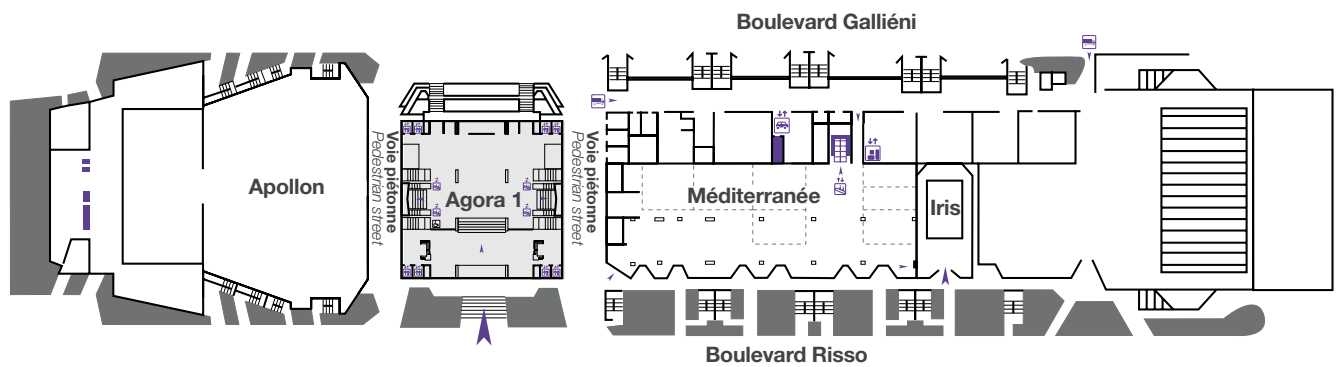 Boulevard Galliéni
Apollon
Voie piétonne
Pedestrian street
Agora 1
Voie piétonne
Pedestrian street
Méditerranée
Iris
Boulevard Risso